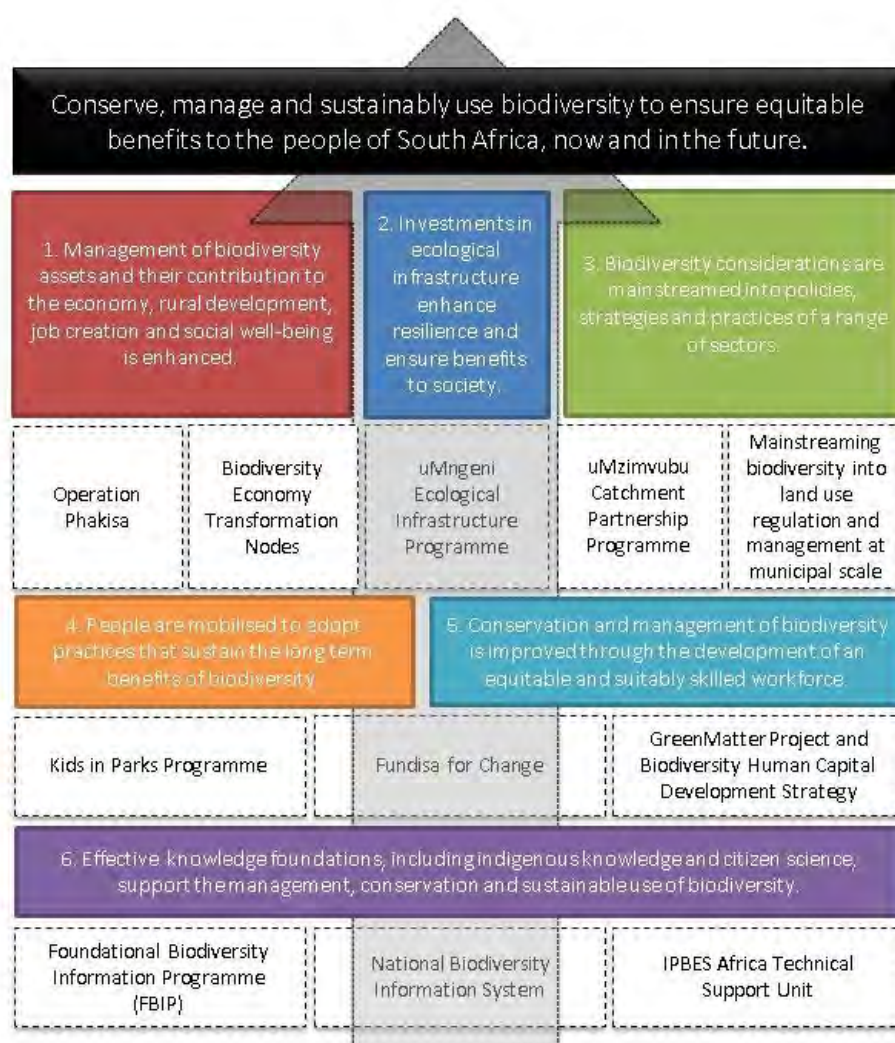 Conserve, manage and sustainably use biodiversity to ensure equitable
benefits to the people of South Africa, now and in the future.
1. Management of biodiversity
assets and their contribution to
the economy, rural development,
job creation and social well-being
is enhanced.
2. Investments in
ecological
infrastructure
enhance
resilience and
ensure benefits
to society.
3. Biodiversity considerations are
mainstreamed into policies,
strategies and practices of a range
of sectors.
Operation
Phakisa
Biodiversity
Economy
Transformation
Nodes
uMngeni
Ecological
Infrastructure
Programme
uMzimvubu
Catchment
Partnership
Programme
Mainstreaming
biodiversity into
land use
regulation and
management at
municipal scale
4. People are mobilised to adopt
practices that sustain the long term
benefits of biodiversity
5. Conservation and management of biodiversity
is improved through the development of an
equitable and suitably skilled workforce.
Kids in Parks Programme
Fundisa for Change
GreenMatter Project and
Biodiversity Human Capital
Development Strategy
6. Effective knowledge foundations, including indigenous knowledge and citizen science,
support the management, conservation and sustainable use of biodiversity.
Foundational Biodiversity
Information Programme
(FBIP)
National Biodiversity
Information System
IPBES Africa Technical
Support Unit